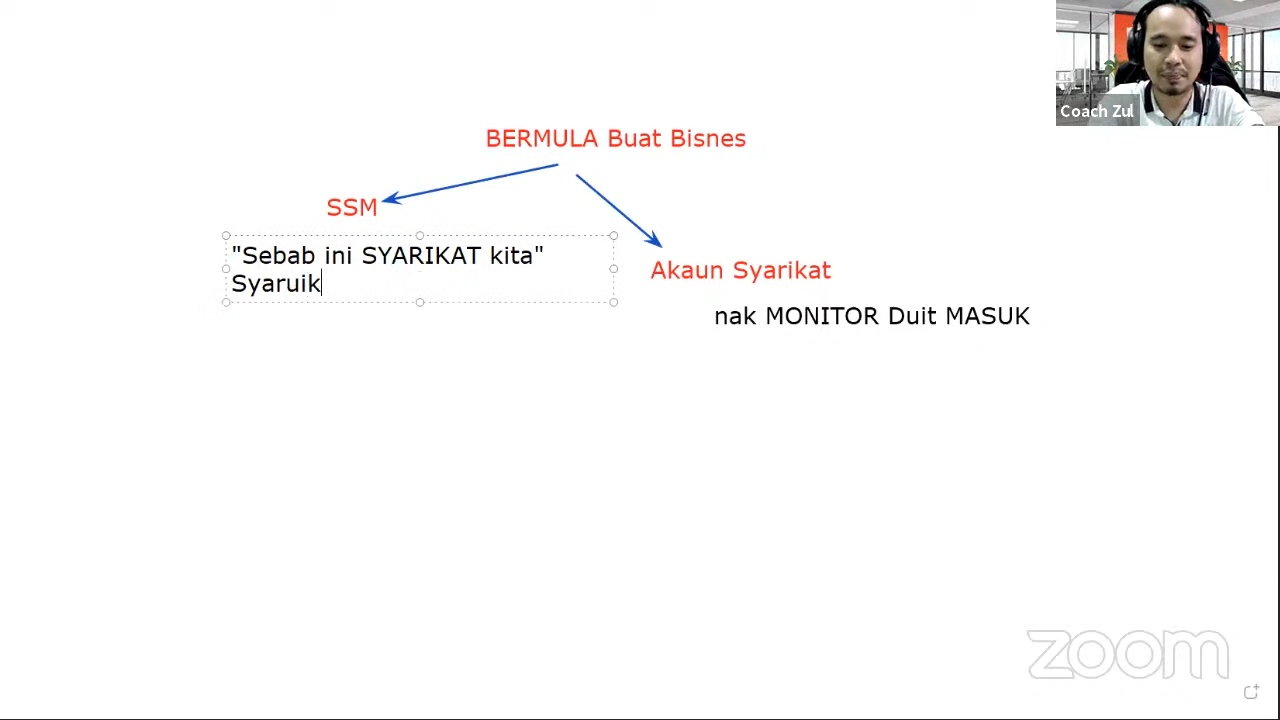 Coach Zul
BERMULA Buat Bisnes
SSM
"Sebab ini SYARIKAT kita"
Syaruik
Akaun Syarikat
nak MONITOR Duit MASUK
zoom